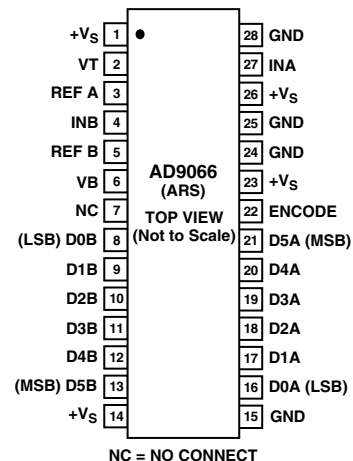 +VS 1 28 GND
VT 2 27 INA
REF A 3 26 +VS
INB 4 25 GND
REF B 5 24 GND
VB 6 AD9066 23 +VS
(ARS)
NC 7 TOP VIEW 22 ENCODE
(LSB) D0B 8 (Not to Scale) 21 D5A (MSB)
D1B 9 20 D4A
D2B 10 19 D3A
D3B 11 18 D2A
D4B 12 17 D1A
(MSB) D5B 13 16 D0A (LSB)
+VS 14 15 GND
NC = NO CONNECT